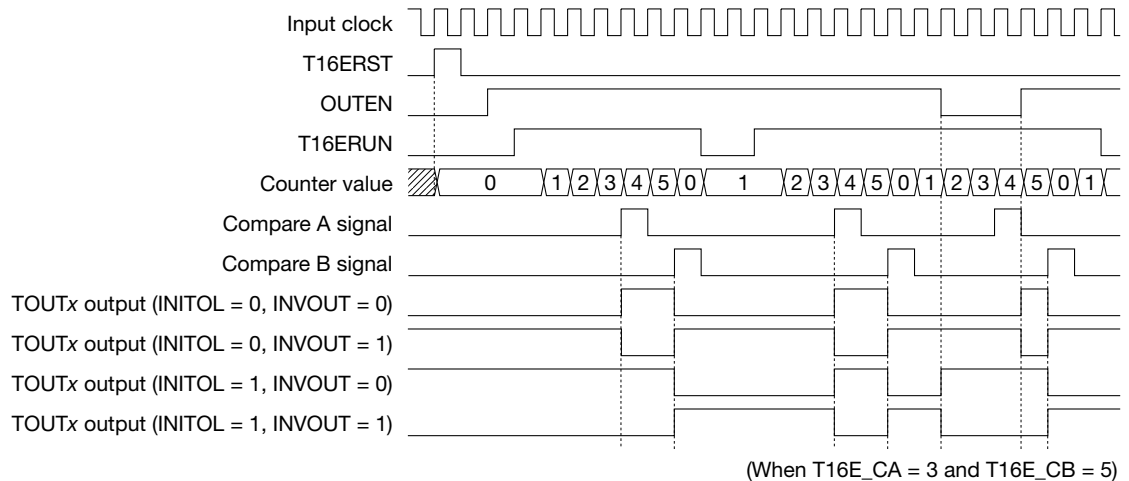 Input clock
T16ERST
OUTEN
T16ERUN
Counter value 0 1 2 3 4 5 0 1 2 3 4 5 0 1 2 3 4 5 0 1
Compare A signal
Compare B signal
TOUTx output (INITOL = 0, INVOUT = 0)
TOUTx output (INITOL = 0, INVOUT = 1)
TOUTx output (INITOL = 1, INVOUT = 0)
TOUTx output (INITOL = 1, INVOUT = 1)
(When T16E_CA = 3 and T16E_CB = 5)